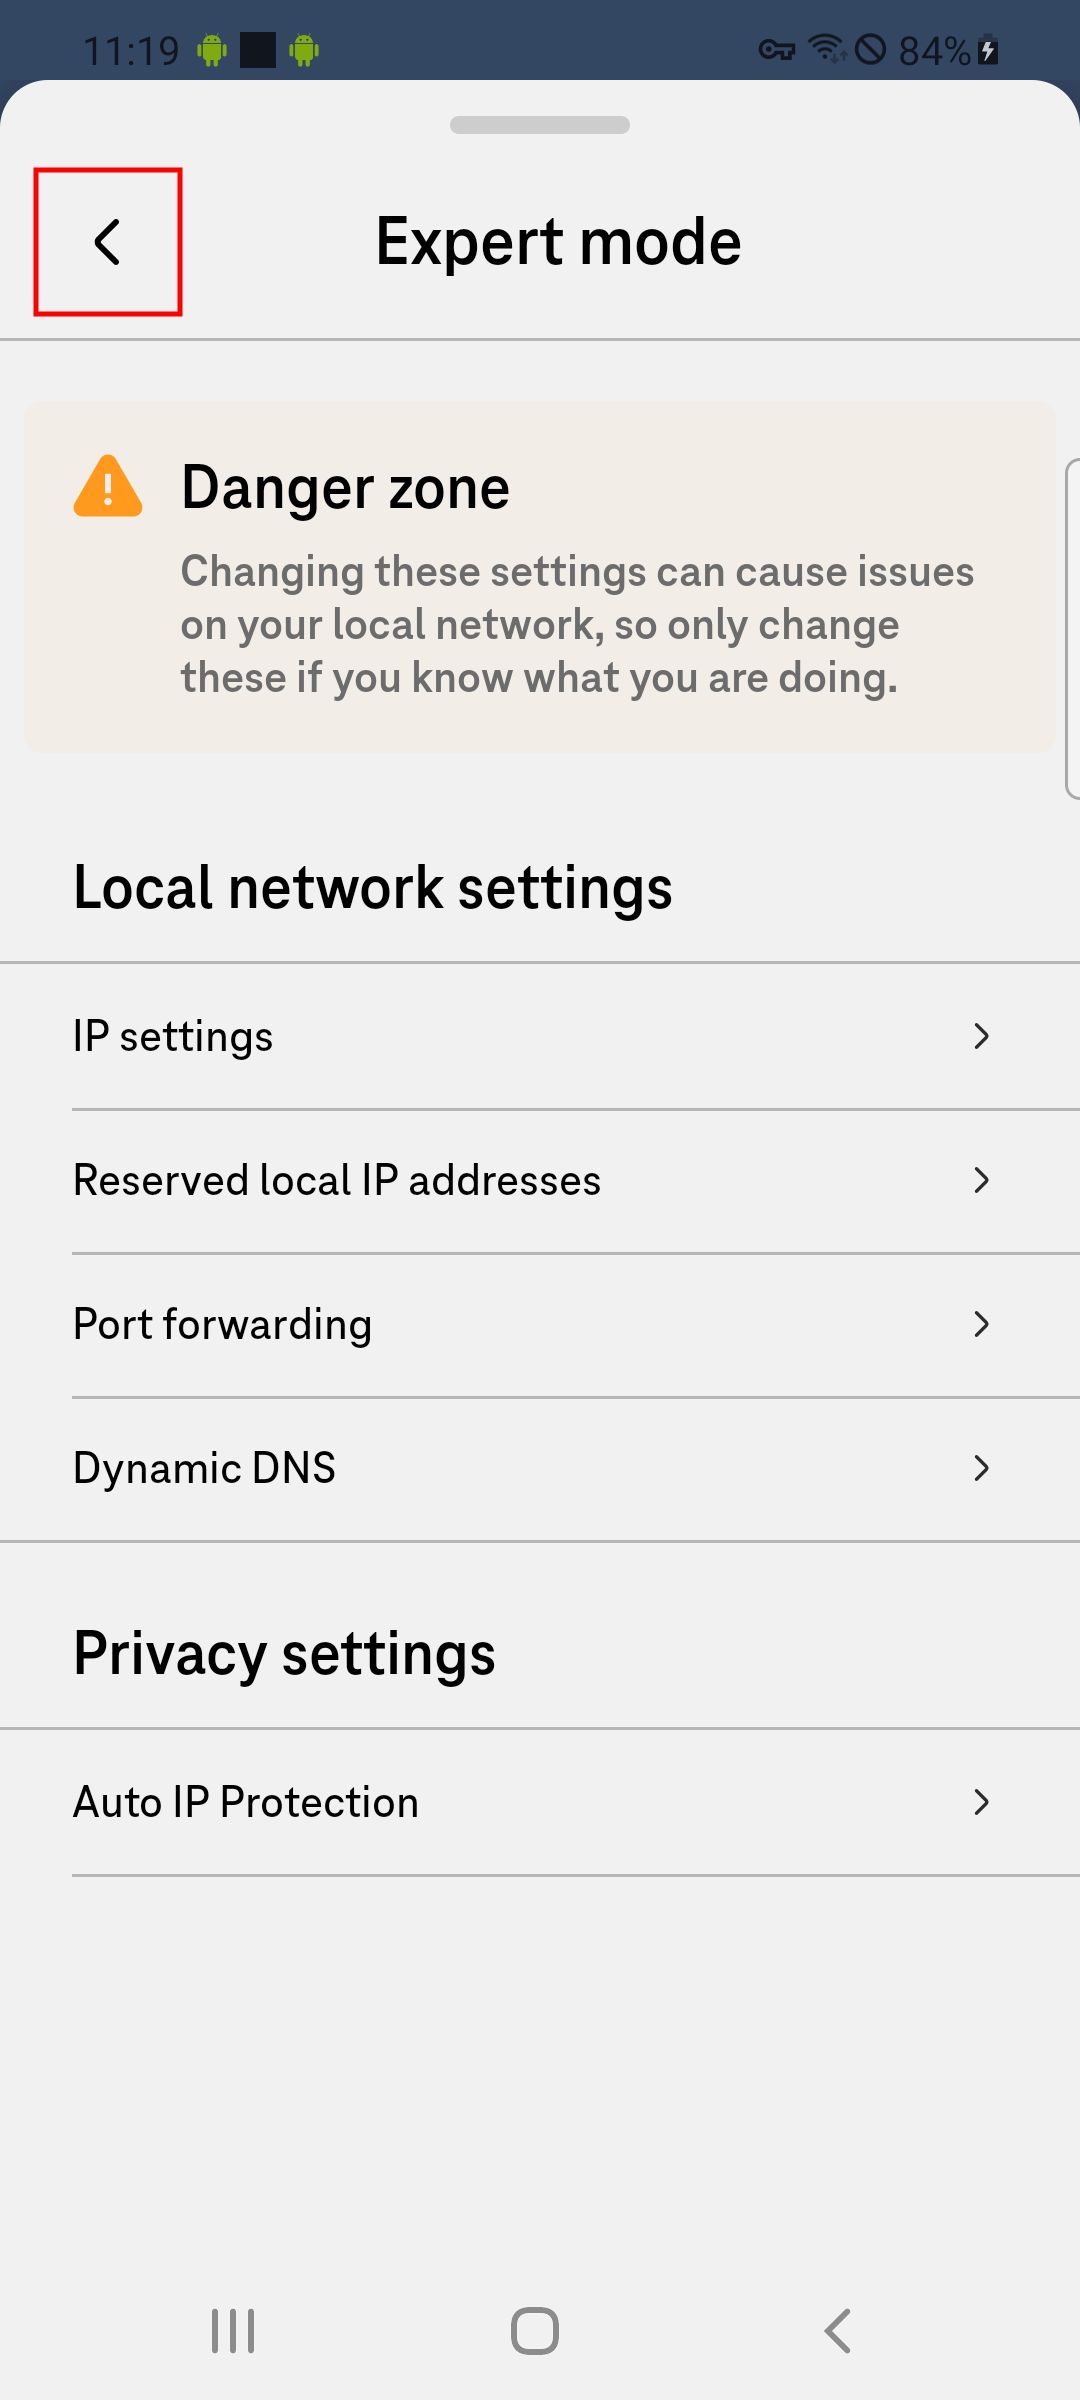 11:19
84%
Expert mode
Danger zone
Changing these settings can cause issues
on your local network, so only change
these if you know what you are doing.
Local network settings
IP settings
Reserved local IP addresses
Port forwarding
Dynamic DNS
Privacy settings
Auto IP Protection